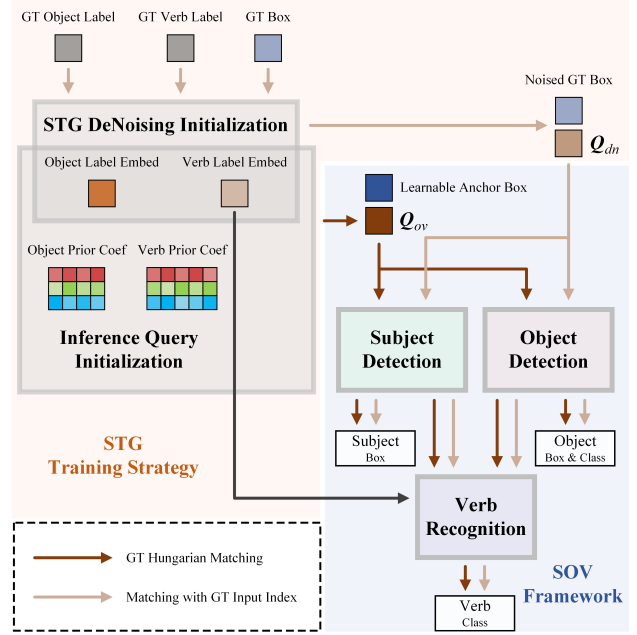 GT Object Label
GT Verb Label
GT Box
STG DeNoising Initialization
Noised GT Box
Qdn
Object Label Embed
Verb Label Embed
Learnable Anchor Box
Qov
Object Prior Coef
Verb Prior Coef
Inference Query
Initialization
Subject
Detection
Object
Detection
STG
Training Strategy
Subject
Box
Object
Box & Class
Verb
Recognition
GT Hungarian Matching
Matching with GT Input Index
SOV
Framework
Verb
Class